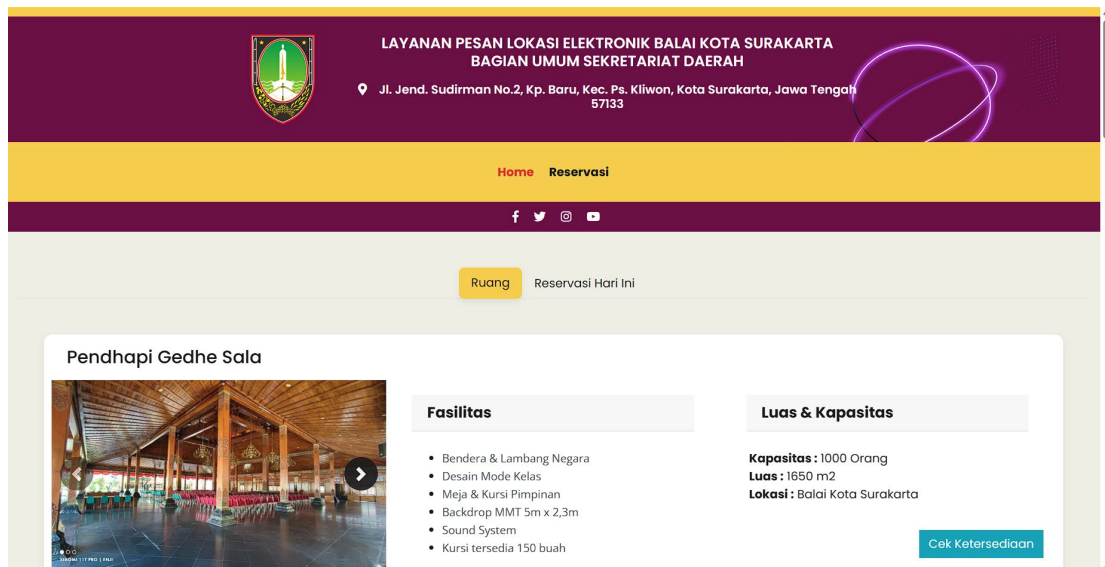 LAYANAN PESAN LOKASI ELEKTRONIK BALAI KOTA SURAKARTA
BAGIAN UMUM SEKRETARIAT DAERAH
Jl. Jend. Sudirman No.2, Kp. Baru, Kec. Ps. Kliwon, Kota Surakarta, Jawa Tengah
57133
Home Reservasi
Ruang Reservasi Hari Ini
Pendhapi Gedhe Sala
Fasilitas
Bendera & Lambang Negara
Desain Mode Kelas
Meja & Kursi Pimpinan
Backdrop MMT 5m x 2,3m
Sound System
Kursi tersedia 150 buah
Luas & Kapasitas
Kapasitas : 1000 Orang
Luas : 1650 m2
Lokasi : Balai Kota Surakarta
Cek Ketersediaan